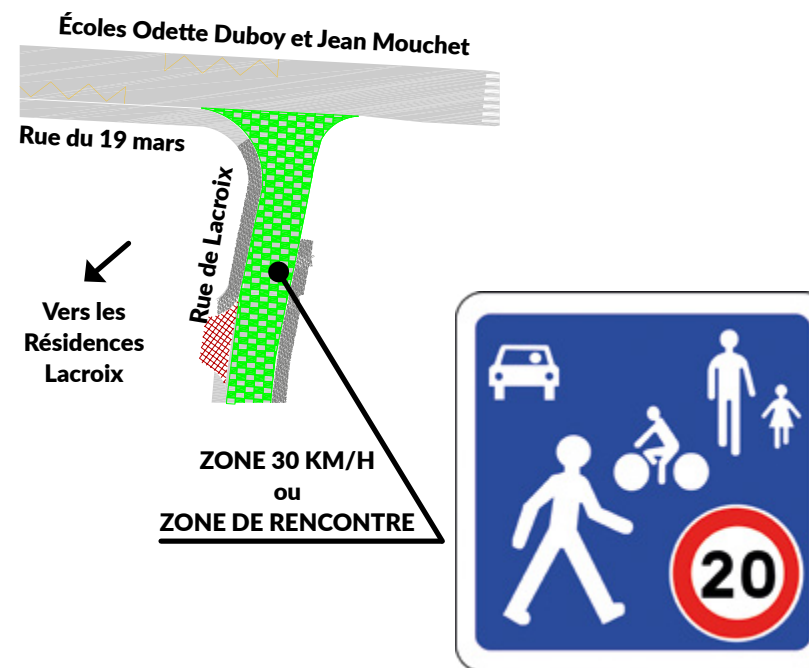 Écoles Odette Duboy et Jean Mouchet
Rue du 19 mars
Rue de Lacroix
Vers les
Résidences
Lacroix
ZONE 30 KM/H
ou
ZONE DE RENCONTRE
20